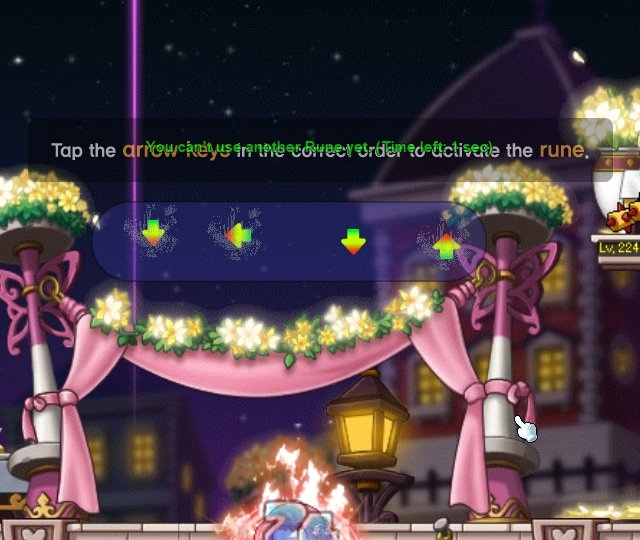 You can't use another Rune yet. (Time left: 1 sec)
Tap the arrow keys in the correct order to activate the rune.
Lv. 224